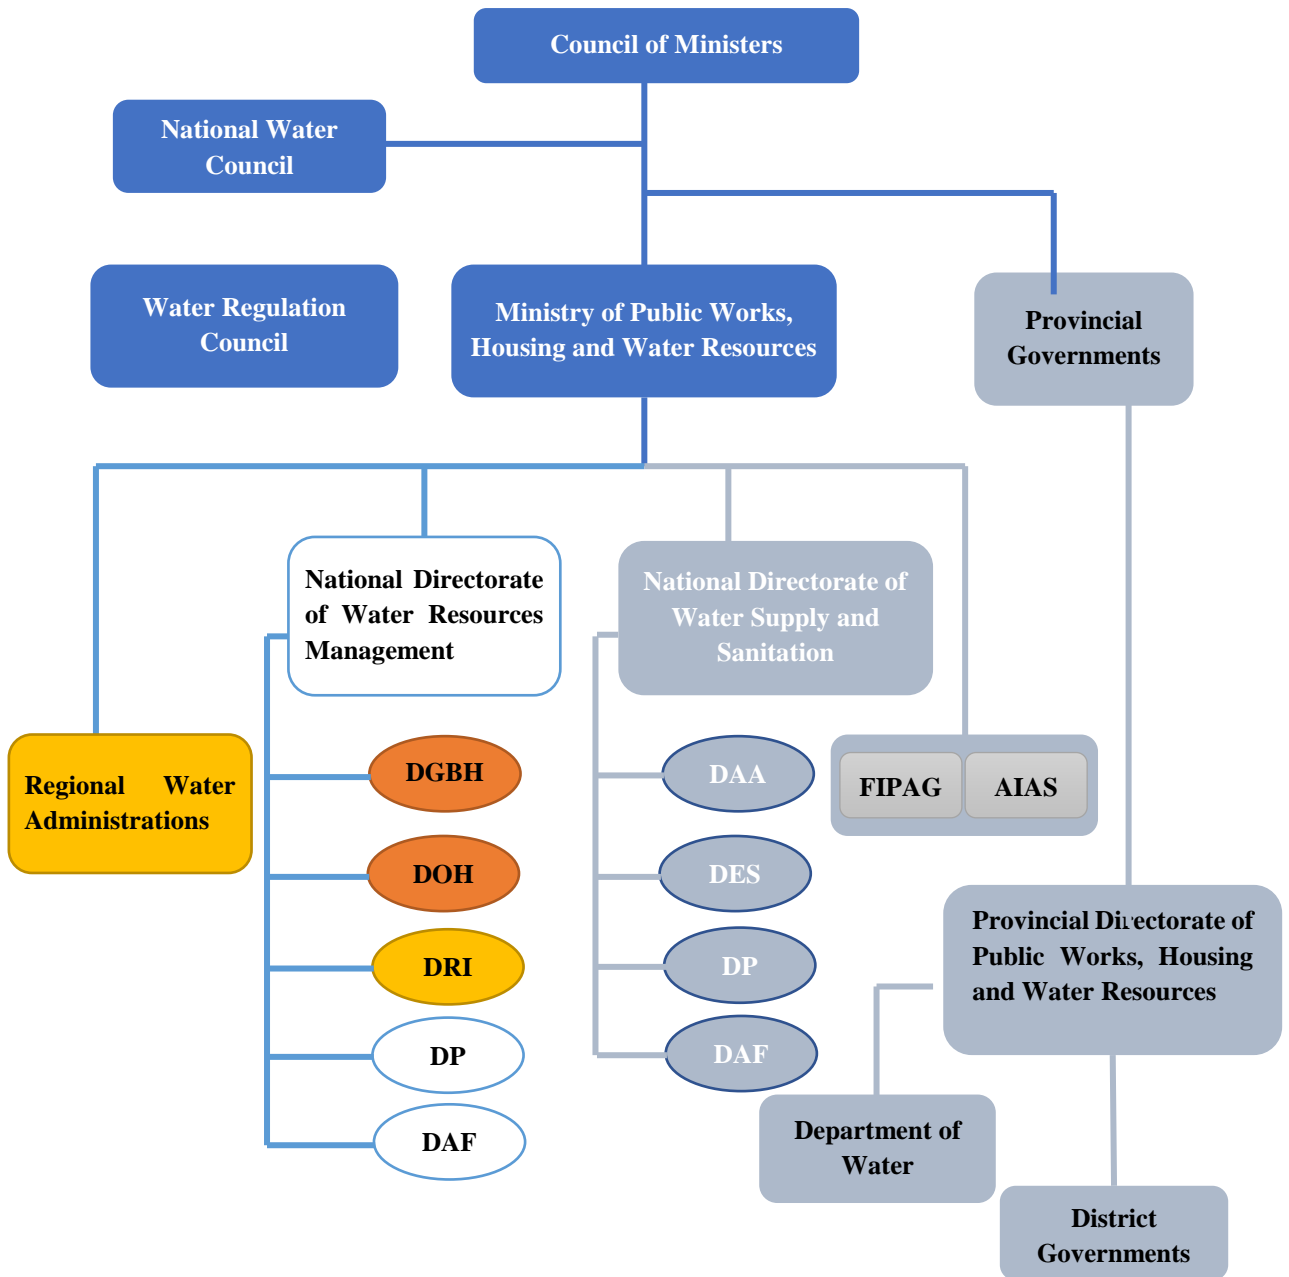 Council of Ministers
National Water
Council
Water Regulation
Council
Ministry of Public Works,
Housing and Water Resources
Provincial
Governments
National Directorate
of Water Resources
Management
National Directorate of
Water Supply and
Sanitation
Regional Water
Administrations
DGBH
DOH
DRI
DP
DAF
DAA
DES
DP
DAF
FIPAG
AIAS
Provincial Directorate of
Public Works, Housing
and Water Resources
Department of
Water
District
Governments